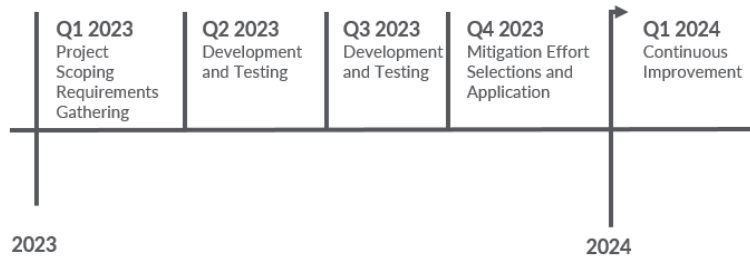 Q1 2023
Project
Scoping
Requirements
Gathering
Q2 2023
Development
and Testing
Q3 2023
Development
and Testing
Q4 2023
Mitigation Effort
Selections and
Application
Q1 2024
Continuous
Improvement
2023
2024